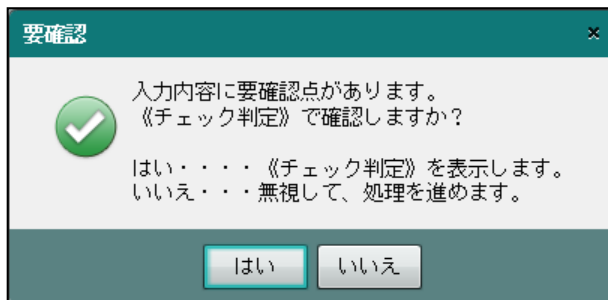 要確認
入力内容に要確認点があります。
《チェック判定》で確認しますか？
はい・・・・《チェック判定》を表示します。
いいえ・・・無視して、処理を進めます。
はい
いいえ